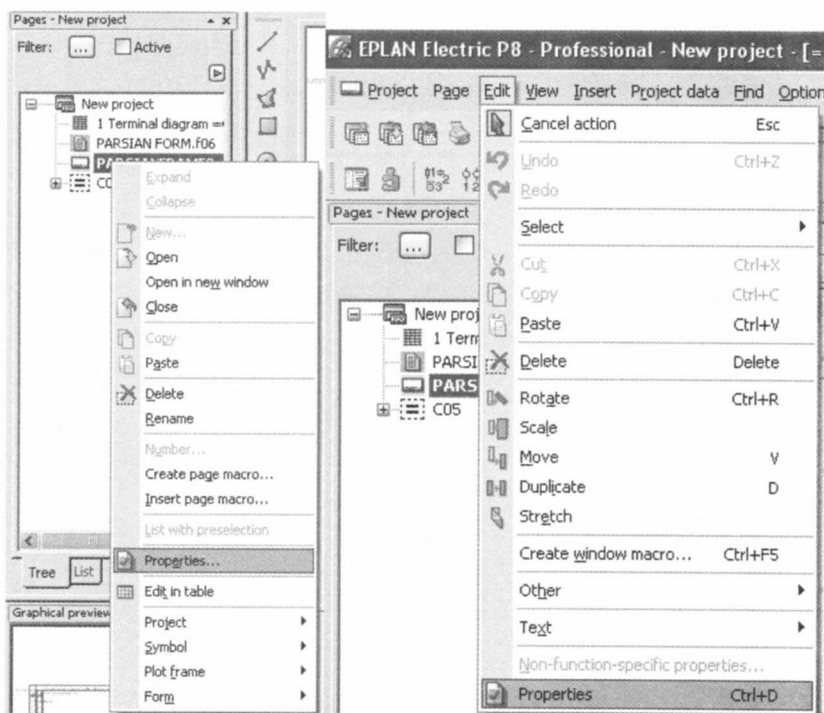 Pages - New project
Filter: ... Active
New project
1 Terminal diagram
PARSIAN FORM.f06
Expand
Collapse
New...
Open
Open in new window
Close
Copy
Paste
Delete
Rename
Number...
Create page macro...
Insert page macro...
List with preselection
Properties...
Edit in table
Project
Symbol
Plot frame
Form
Tree List
Graphical preview
EPLAN Electric P8 - Professional - New project - [=
Project Page Edit View Insert Project data Find Option
Pages - New project
Filter: ...
New proj
1 Term
PARSI
PARS
C05
Cancel action Esc
Undo Ctrl+Z
Redo
Select
Cut Ctrl+X
Copy Ctrl+C
Paste Ctrl+V
Delete Delete
Rotate Ctrl+R
Scale
Move V
Duplicate D
Stretch
Create window macro... Ctrl+F5
Other
Text
Non-function-specific properties...
Properties Ctrl+D